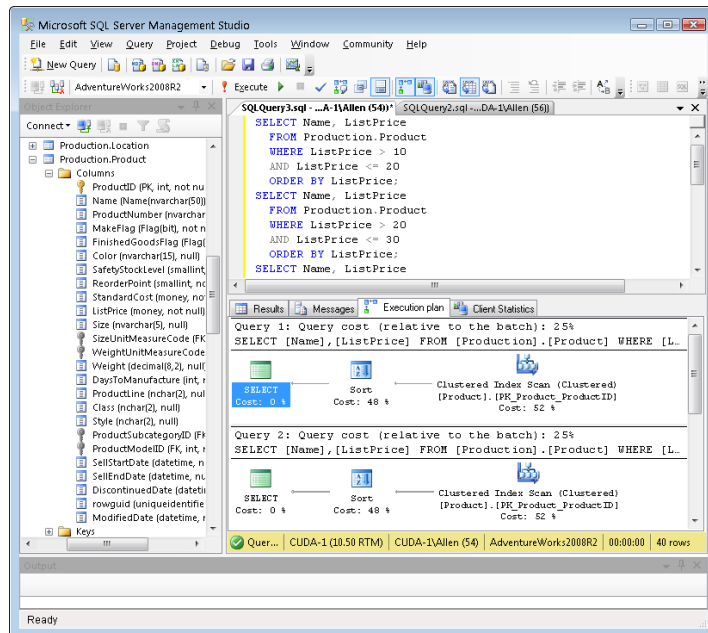 Microsoft SQL Server Management Studio
File Edit View Query Project Debug Tools Window Community Help
New Query
AdventureWorks2008R2 Execute
Object Explorer
Connect
Production.Location
Production.Product
Columns
ProductID (PK, int, not nu
Name (Name(nvarchar(50))
ProductNumber (nvarchar
MakeFlag (Flag(bit), not n
FinishedGoodsFlag (Flag(
Color (nvarchar(15), null)
SafetyStockLevel (smallint,
ReorderPoint (smallint, no
StandardCost (money, no
ListPrice (money, not null)
Size (nvarchar(5), null)
SizeUnitMeasureCode (FK
WeightUnitMeasureCode
Weight (decimal(8,2), null)
DaysToManufacture (int, r
ProductLine (nchar(2), nul
Class (nchar(2), null)
Style (nchar(2), null)
ProductSubcategoryID (FK
ProductModelID (FK, int, r
SellStartDate (datetime, n
SellEndDate (datetime, nu
DiscontinuedDate (dateti
rowguid (uniqueidentifie
ModifiedDate (datetime, r
Keys
SQLQuery3.sql - ...A-1\Allen (54))* SQLQuery2.sql -...DA-1\Allen (56))
SELECT Name, ListPrice
FROM Production.Product
WHERE ListPrice > 10
AND ListPrice <= 20
ORDER BY ListPrice;
SELECT Name, ListPrice
FROM Production.Product
WHERE ListPrice > 20
AND ListPrice <= 30
ORDER BY ListPrice;
SELECT Name, ListPrice
Results Messages Execution plan Client Statistics
Query 1: Query cost (relative to the batch): 25%
SELECT [Name],[ListPrice] FROM [Production].[Product] WHERE [L…
SELECT
Cost: 0 %
Sort
Cost: 48 %
Clustered Index Scan (Clustered)
[Product].[PK_Product_ProductID]
Cost: 52 %
Query 2: Query cost (relative to the batch): 25%
SELECT [Name],[ListPrice] FROM [Production].[Product] WHERE [L…
SELECT
Cost: 0 %
Sort
Cost: 48 %
Clustered Index Scan (Clustered)
[Product].[PK_Product_ProductID]
Cost: 52 %
Quer... CUDA-1 (10.50 RTM) CUDA-1\Allen (54) AdventureWorks2008R2 00:00:00 40 rows
Output
Ready